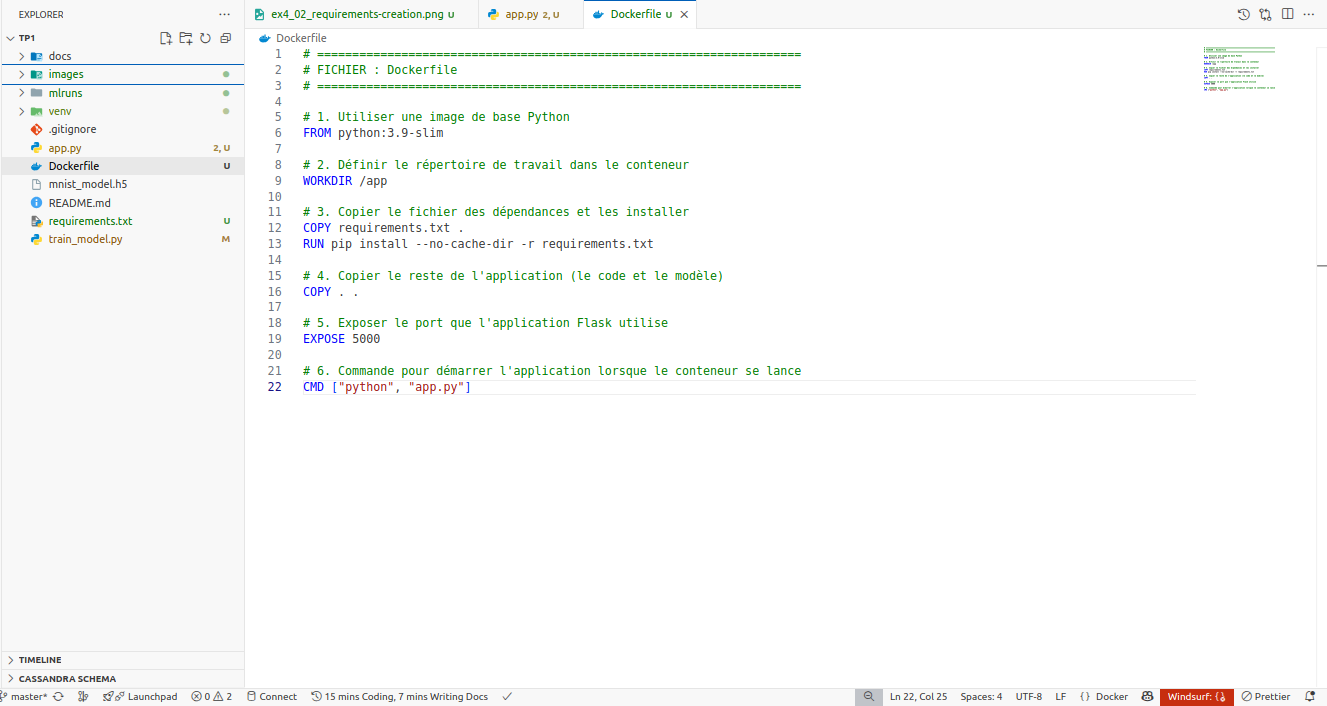 EXPLORER
TP1
docs
images
mlruns
venv
.gitignore
app.py 2, U
Dockerfile U
mnist_model.h5
README.md
requirements.txt U
train_model.py M
TIMELINE
CASSANDRA SCHEMA
ex4_02_requirements-creation.png U
app.py 2, U
Dockerfile U
Dockerfile
1 # =====================================================================
2 # FICHIER : Dockerfile
3 # =====================================================================
4
5 # 1. Utiliser une image de base Python
6 FROM python:3.9-slim
7
8 # 2. Définir le répertoire de travail dans le conteneur
9 WORKDIR /app
10
11 # 3. Copier le fichier des dépendances et les installer
12 COPY requirements.txt .
13 RUN pip install --no-cache-dir -r requirements.txt
14
15 # 4. Copier le reste de l'application (le code et le modèle)
16 COPY . .
17
18 # 5. Exposer le port que l'application Flask utilise
19 EXPOSE 5000
20
21 # 6. Commande pour démarrer l'application lorsque le conteneur se lance
22 CMD ["python", "app.py"]
master* Launchpad 0 2 Connect 15 mins Coding, 7 mins Writing Docs Ln 22, Col 25 Spaces: 4 UTF-8 LF {} Docker Windsurf: {} Prettier